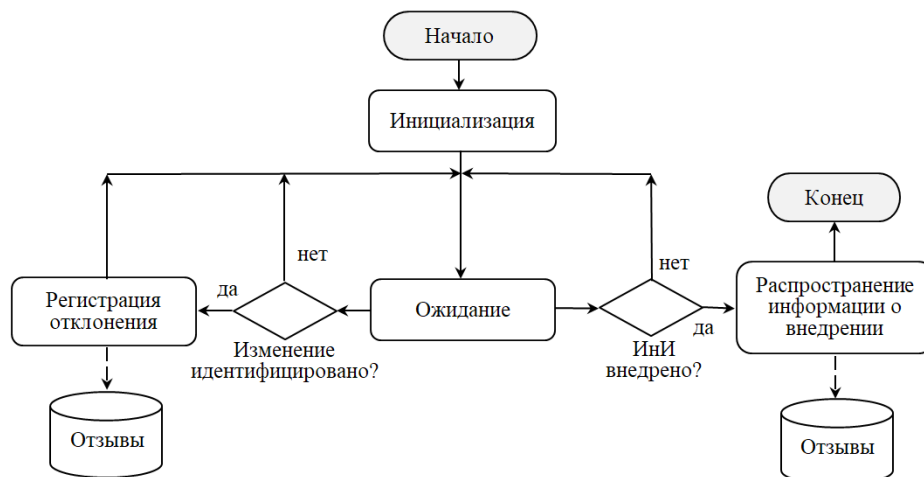 Начало
Инициализация
Конец
нет
нет
да
Регистрация
отклонения
Ожидание
Распространение
информации о
внедрении
да
Изменение
идентифицировано?
ИнИ
внедрено?
Отзывы
Отзывы